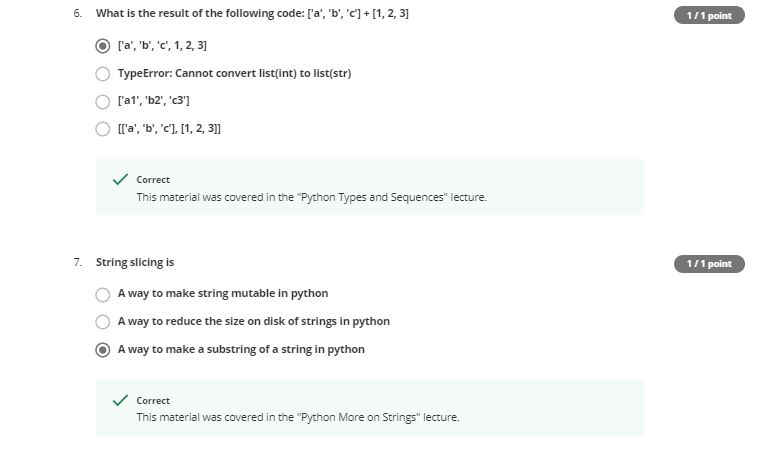 6. What is the result of the following code: ['a', 'b', 'c'] + [1, 2, 3]
1 / 1 point
['a', 'b', 'c', 1, 2, 3]
TypeError: Cannot convert list(int) to list(str)
['a1', 'b2', 'c3']
[['a', 'b', 'c'], [1, 2, 3]]
Correct
This material was covered in the "Python Types and Sequences" lecture.
7. String slicing is
1 / 1 point
A way to make string mutable in python
A way to reduce the size on disk of strings in python
A way to make a substring of a string in python
Correct
This material was covered in the "Python More on Strings" lecture.